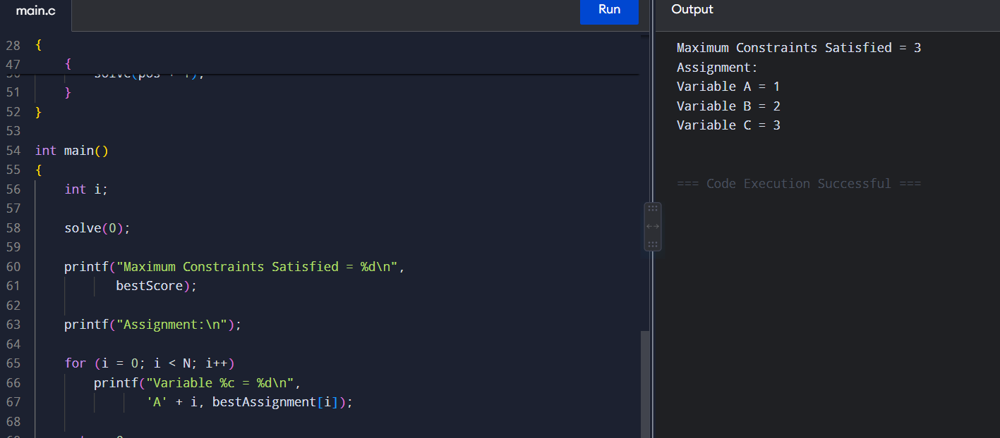 main.c
Run
28 {
47 {
51 }
52 }
53
54 int main()
55 {
56 int i;
57
58 solve(0);
59
60 printf("Maximum Constraints Satisfied = %d\n",
61 bestScore);
62
63 printf("Assignment:\n");
64
65 for (i = 0; i < N; i++)
66 printf("Variable %c = %d\n",
67 'A' + i, bestAssignment[i]);
68
Output
Maximum Constraints Satisfied = 3
Assignment:
Variable A = 1
Variable B = 2
Variable C = 3
=== Code Execution Successful ===